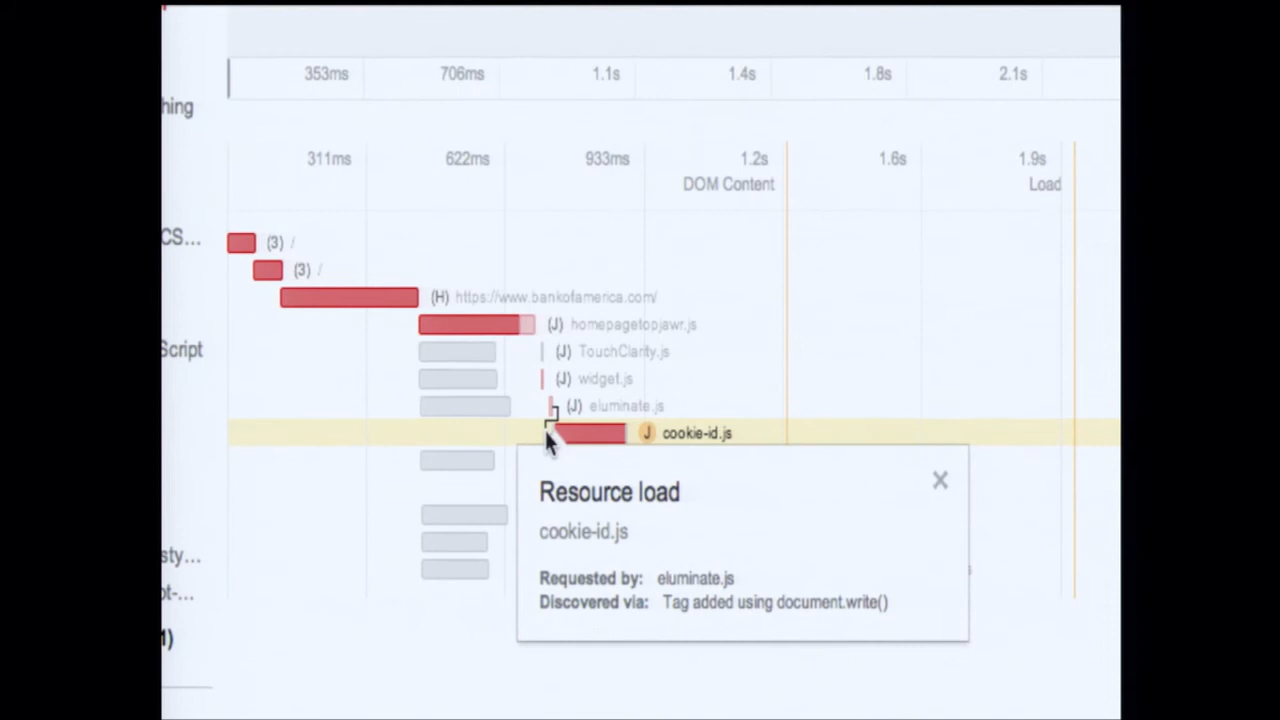 353ms 706ms 1.1s 1.4s 1.8s 2.1s
hing
311ms 622ms 933ms 1.2s 1.6s 1.9s
DOM Content Load
CS...
(3) /
(3) /
(H) https://www.bankofamerica.com/
(J) homepagetopjawr.js
Script
(J) TouchClarity.js
(J) widget.js
(J) eluminate.js
J cookie-id.js
Resource load
cookie-id.js
sty...
Requested by: eluminate.js
ot-...
Discovered via: Tag added using document.write()
1)